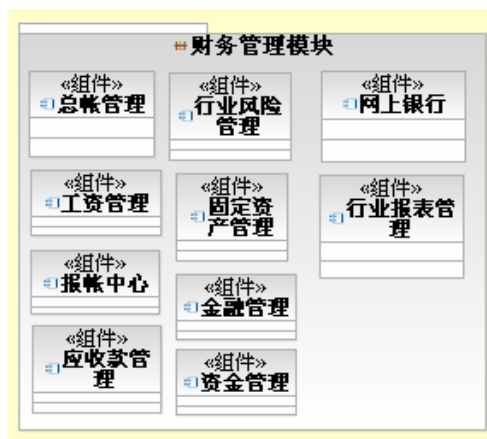 财务管理模块
«组件»
总帐管理
«组件»
行业风险
管理
«组件»
网上银行
«组件»
工资管理
«组件»
固定资
产管理
«组件»
行业报表管
理
«组件»
报帐中心
«组件»
金融管理
«组件»
应收款管
理
«组件»
资金管理